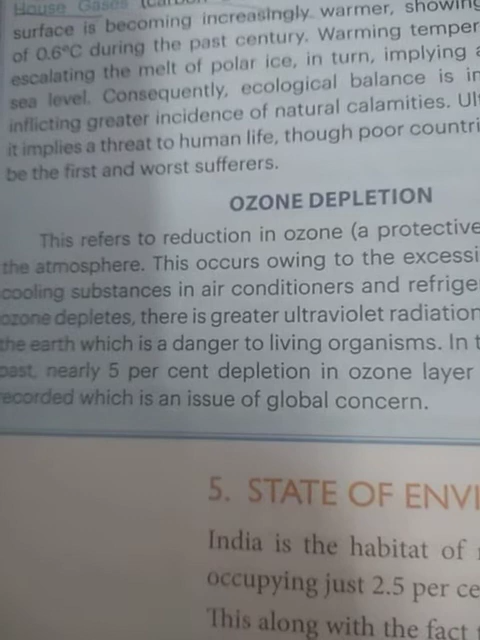 House Gases
surface is becoming increasingly warmer, showing
of 0.6°C during the past century. Warming temper
escalating the melt of polar ice, in turn, implying a
sea level. Consequently, ecological balance is im
inflicting greater incidence of natural calamities. Ul
it implies a threat to human life, though poor countri
be the first and worst sufferers.
OZONE DEPLETION
This refers to reduction in ozone (a protective
the atmosphere. This occurs owing to the excessi
cooling substances in air conditioners and refrige
ozone depletes, there is greater ultraviolet radiation
the earth which is a danger to living organisms. In t
past, nearly 5 per cent depletion in ozone layer
recorded which is an issue of global concern.
5. STATE OF ENVI
India is the habitat of
occupying just 2.5 per ce
This along with the fact